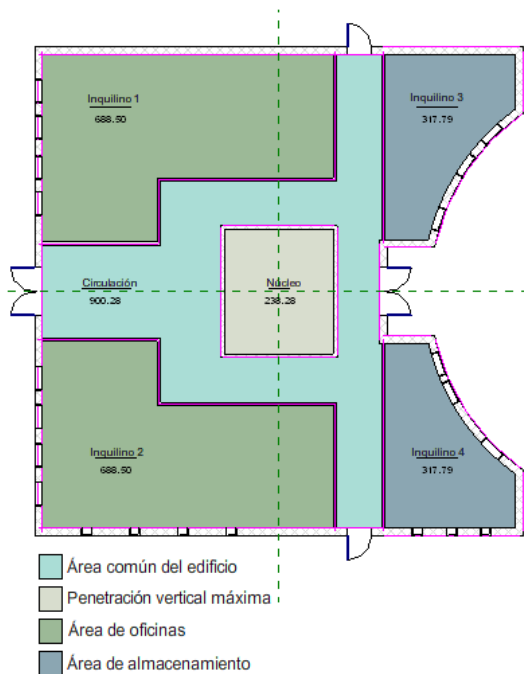 Inquilino 1
688.50
Inquilino 3
317.79
Circulación
900.28
Núcleo
238.28
Inquilino 2
688.50
Inquilino 4
317.79
Área común del edificio
Penetración vertical máxima
Área de oficinas
Área de almacenamiento